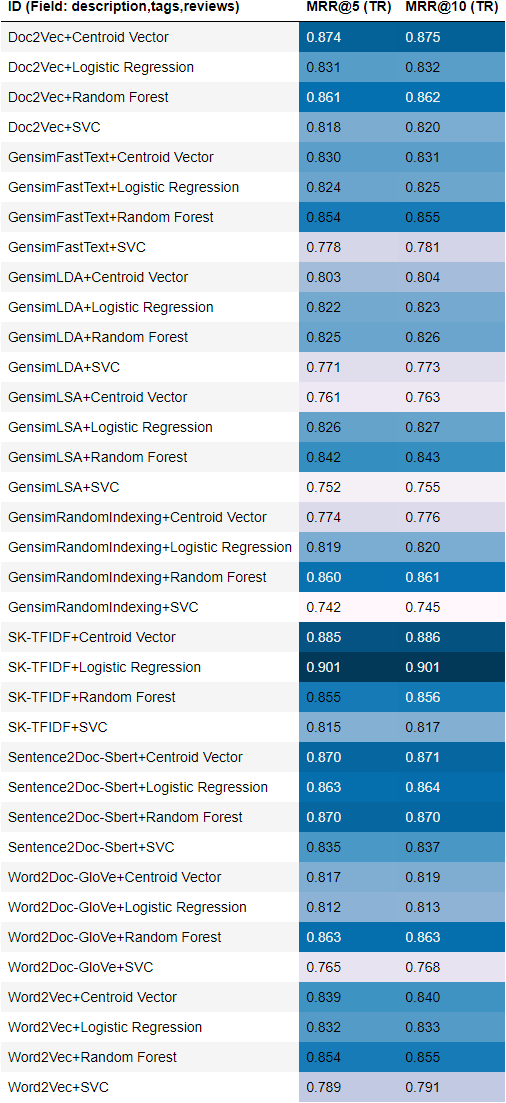 ID (Field: description,tags,reviews) MRR@5 (TR) MRR@10 (TR)
Doc2Vec+Centroid Vector 0.874 0.875
Doc2Vec+Logistic Regression 0.831 0.832
Doc2Vec+Random Forest 0.861 0.862
Doc2Vec+SVC 0.818 0.820
GensimFastText+Centroid Vector 0.830 0.831
GensimFastText+Logistic Regression 0.824 0.825
GensimFastText+Random Forest 0.854 0.855
GensimFastText+SVC 0.778 0.781
GensimLDA+Centroid Vector 0.803 0.804
GensimLDA+Logistic Regression 0.822 0.823
GensimLDA+Random Forest 0.825 0.826
GensimLDA+SVC 0.771 0.773
GensimLSA+Centroid Vector 0.761 0.763
GensimLSA+Logistic Regression 0.826 0.827
GensimLSA+Random Forest 0.842 0.843
GensimLSA+SVC 0.752 0.755
GensimRandomIndexing+Centroid Vector 0.774 0.776
GensimRandomIndexing+Logistic Regression 0.819 0.820
GensimRandomIndexing+Random Forest 0.860 0.861
GensimRandomIndexing+SVC 0.742 0.745
SK-TFIDF+Centroid Vector 0.885 0.886
SK-TFIDF+Logistic Regression 0.901 0.901
SK-TFIDF+Random Forest 0.855 0.856
SK-TFIDF+SVC 0.815 0.817
Sentence2Doc-Sbert+Centroid Vector 0.870 0.871
Sentence2Doc-Sbert+Logistic Regression 0.863 0.864
Sentence2Doc-Sbert+Random Forest 0.870 0.870
Sentence2Doc-Sbert+SVC 0.835 0.837
Word2Doc-GloVe+Centroid Vector 0.817 0.819
Word2Doc-GloVe+Logistic Regression 0.812 0.813
Word2Doc-GloVe+Random Forest 0.863 0.863
Word2Doc-GloVe+SVC 0.765 0.768
Word2Vec+Centroid Vector 0.839 0.840
Word2Vec+Logistic Regression 0.832 0.833
Word2Vec+Random Forest 0.854 0.855
Word2Vec+SVC 0.789 0.791